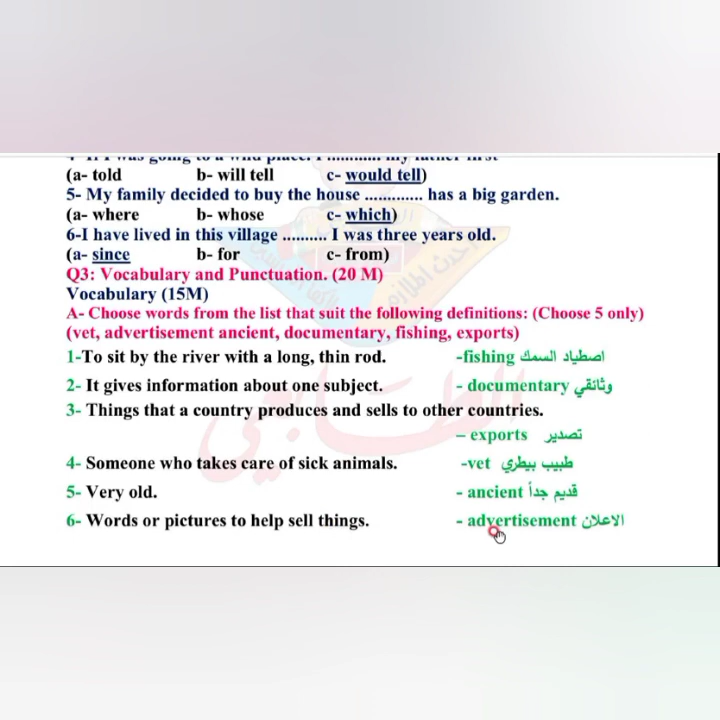 (a- told b- will tell c- would tell)
5- My family decided to buy the house ............. has a big garden.
(a- where b- whose c- which)
6-I have lived in this village .......... I was three years old.
(a- since b- for c- from)
Q3: Vocabulary and Punctuation. (20 M)
Vocabulary (15M)
A- Choose words from the list that suit the following definitions: (Choose 5 only)
(vet, advertisement ancient, documentary, fishing, exports)
1-To sit by the river with a long, thin rod. -fishing اصطياد السمك
2- It gives information about one subject. - documentary وثائقي
3- Things that a country produces and sells to other countries.
– exports تصدير
4- Someone who takes care of sick animals. -vet طبيب بيطري
5- Very old. - ancient قديم جداً
6- Words or pictures to help sell things. - advertisement الاعلان